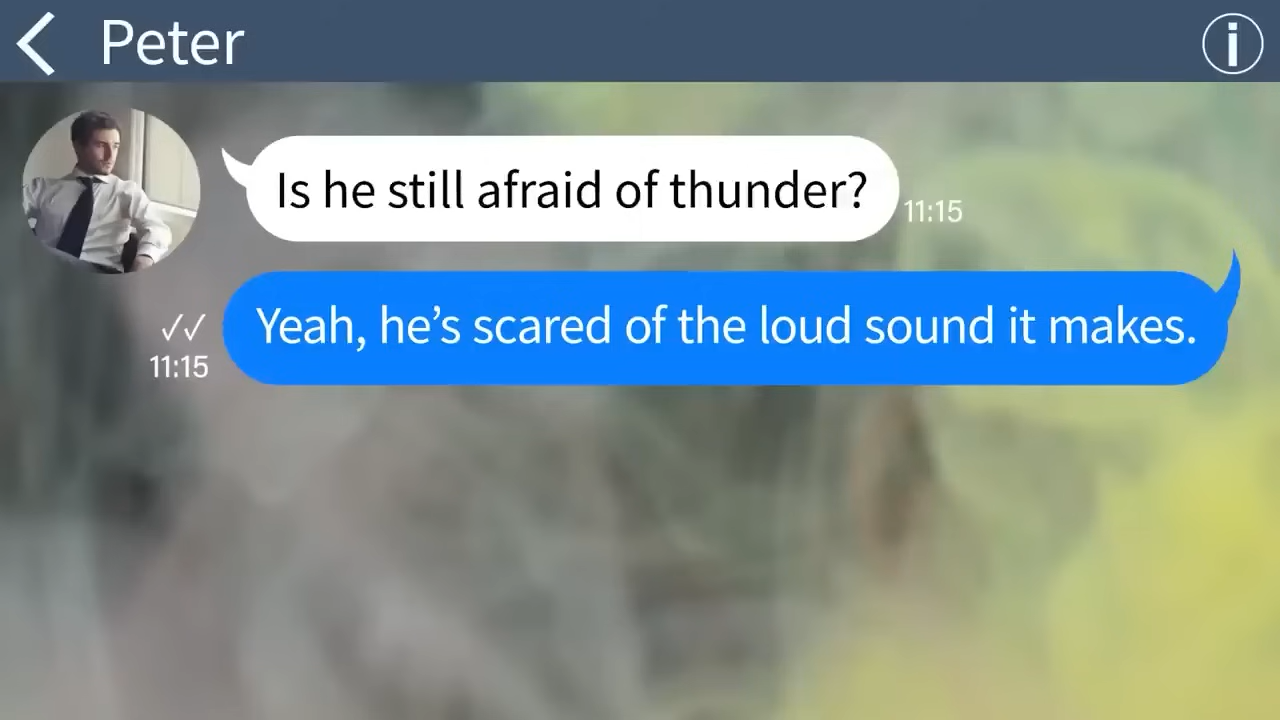 Peter
Is he still afraid of thunder?
11:15
Yeah, he’s scared of the loud sound it makes.
✓✓
11:15